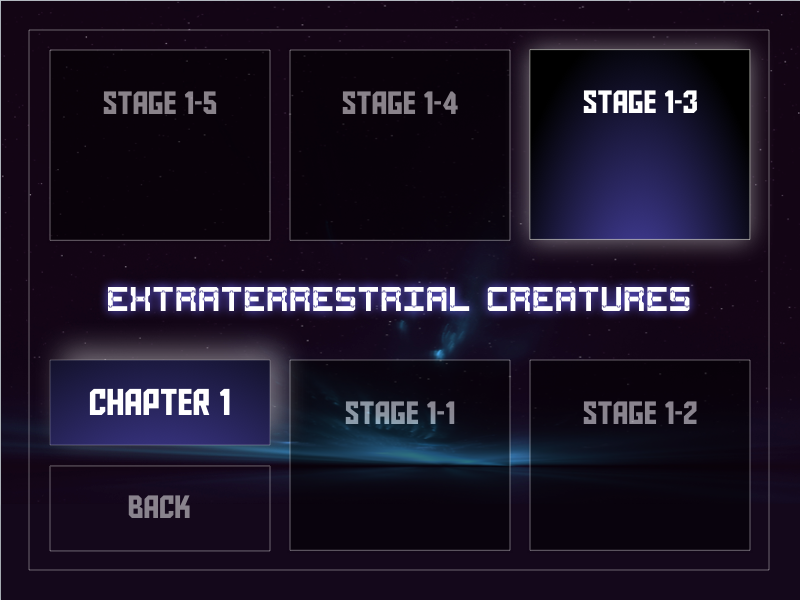 STAGE 1-5
STAGE 1-4
STAGE 1-3
EXTRATERRESTRIAL CREATURES
CHAPTER 1
STAGE 1-1
STAGE 1-2
BACK